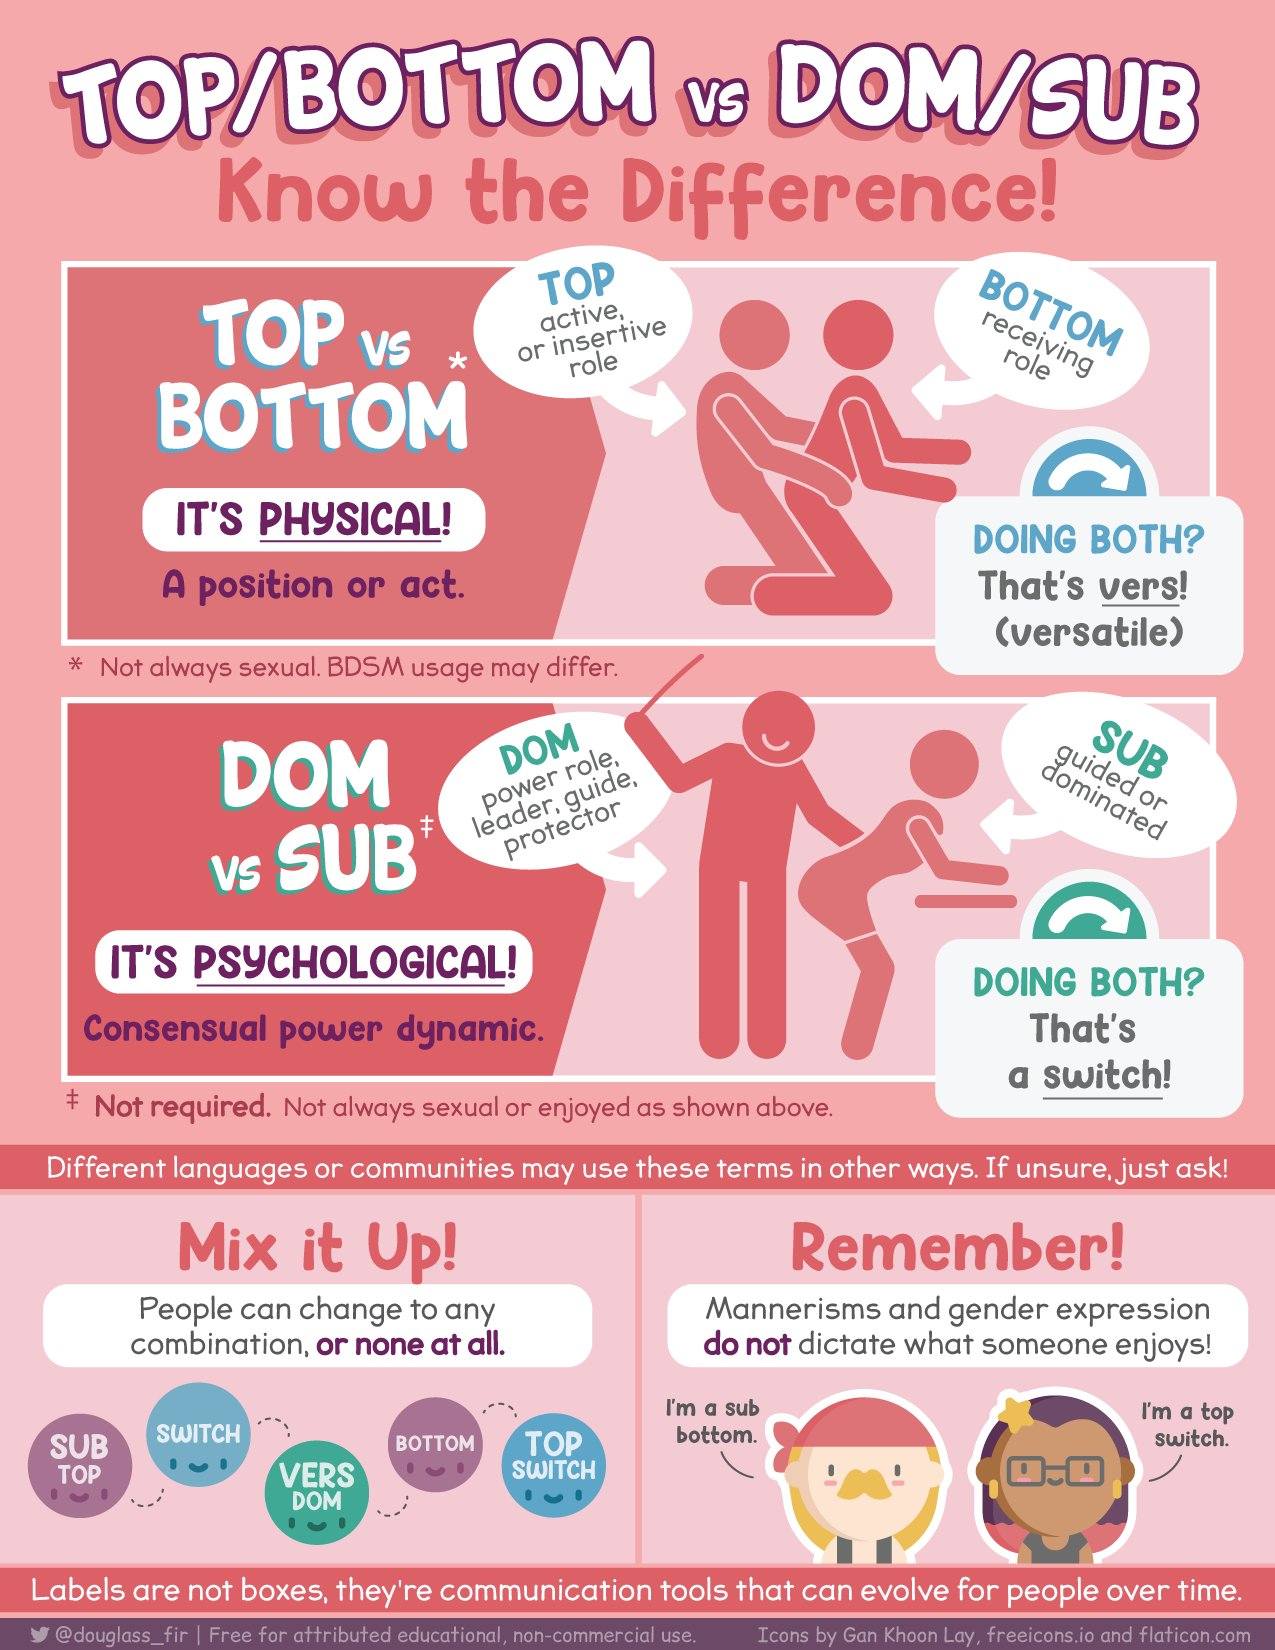 TOP/BOTTOM vs DOM/SUB
Know the Difference!
TOP vs
BOTTOM*
IT'S PHYSICAL!
A position or act.
TOP
active,
or insertive
role
BOTTOM
receiving
role
DOING BOTH?
That's vers!
(versatile)
* Not always sexual. BDSM usage may differ.
DOM
vs SUB‡
IT'S PSYCHOLOGICAL!
Consensual power dynamic.
DOM
power role,
leader, guide,
protector
SUB
guided or
dominated
DOING BOTH?
That's
a switch!
‡ Not required. Not always sexual or enjoyed as shown above.
Different languages or communities may use these terms in other ways. If unsure, just ask!
Mix it Up!
People can change to any
combination, or none at all.
SUB
TOP
SWITCH
VERS
DOM
BOTTOM
TOP
SWITCH
Remember!
Mannerisms and gender expression
do not dictate what someone enjoys!
I'm a sub
bottom.
I'm a top
switch.
Labels are not boxes, they're communication tools that can evolve for people over time.
@douglass_fir | Free for attributed educational, non-commercial use.
Icons by Gan Khoon Lay, freeicons.io and flaticon.com